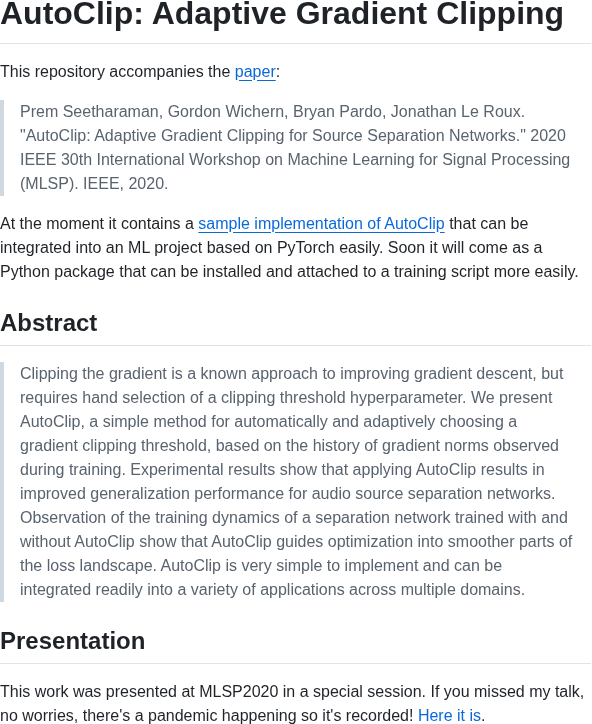 AutoClip: Adaptive Gradient Clipping
This repository accompanies the paper:
Prem Seetharaman, Gordon Wichern, Bryan Pardo, Jonathan Le Roux.
"AutoClip: Adaptive Gradient Clipping for Source Separation Networks." 2020
IEEE 30th International Workshop on Machine Learning for Signal Processing
(MLSP). IEEE, 2020.
At the moment it contains a sample implementation of AutoClip that can be
integrated into an ML project based on PyTorch easily. Soon it will come as a
Python package that can be installed and attached to a training script more easily.
Abstract
Clipping the gradient is a known approach to improving gradient descent, but
requires hand selection of a clipping threshold hyperparameter. We present
AutoClip, a simple method for automatically and adaptively choosing a
gradient clipping threshold, based on the history of gradient norms observed
during training. Experimental results show that applying AutoClip results in
improved generalization performance for audio source separation networks.
Observation of the training dynamics of a separation network trained with and
without AutoClip show that AutoClip guides optimization into smoother parts of
the loss landscape. AutoClip is very simple to implement and can be
integrated readily into a variety of applications across multiple domains.
Presentation
This work was presented at MLSP2020 in a special session. If you missed my talk,
no worries, there's a pandemic happening so it's recorded! Here it is.